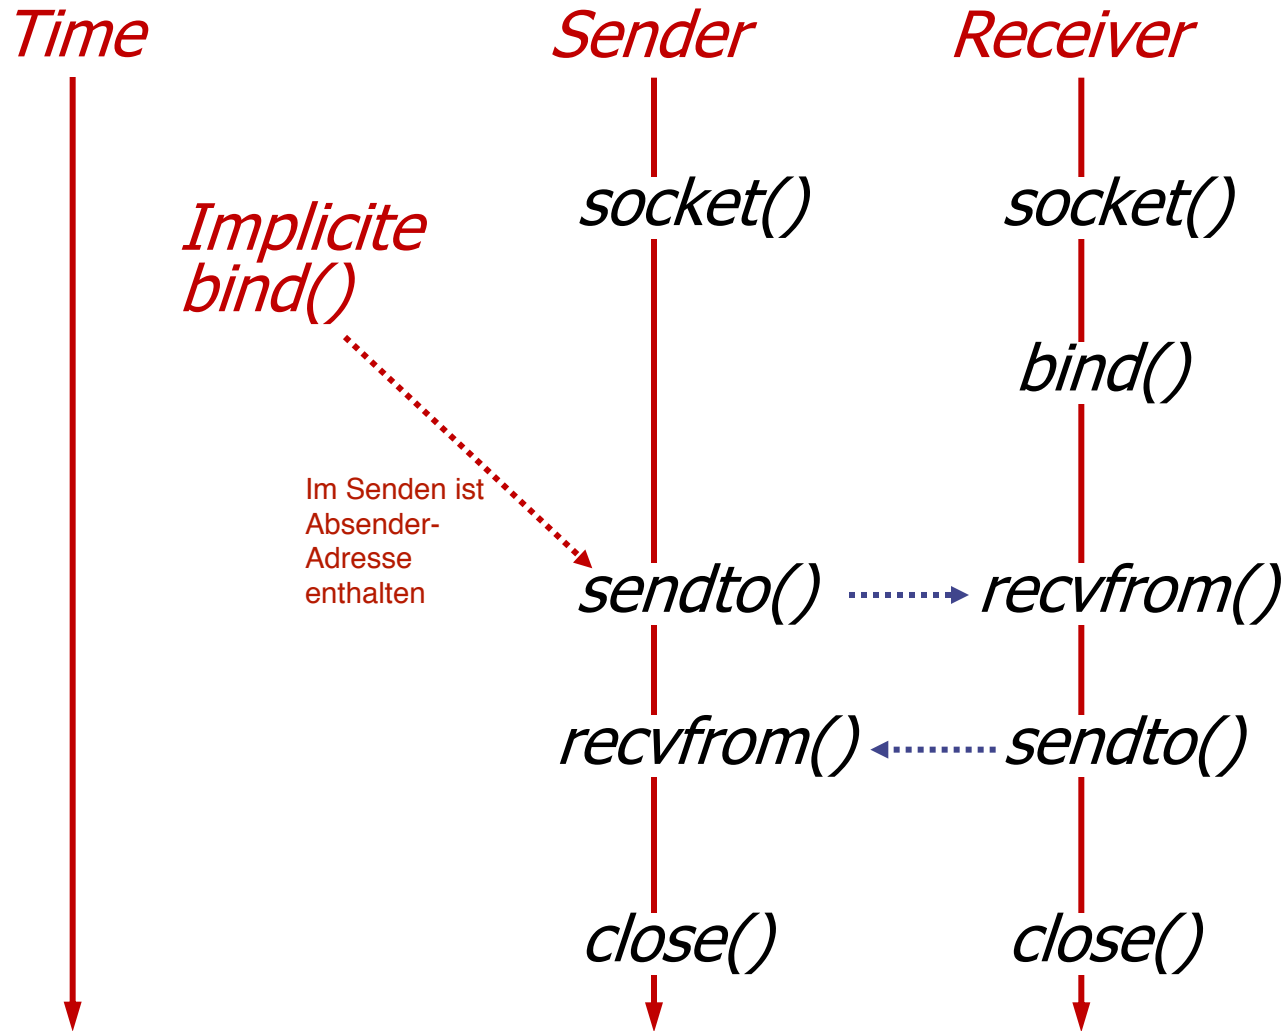 Time
Sender
Receiver
socket()
socket()
Implicite
bind()
bind()
Im Senden ist
Absender-
Adresse
enthalten
sendto()
recvfrom()
recvfrom()
sendto()
close()
close()